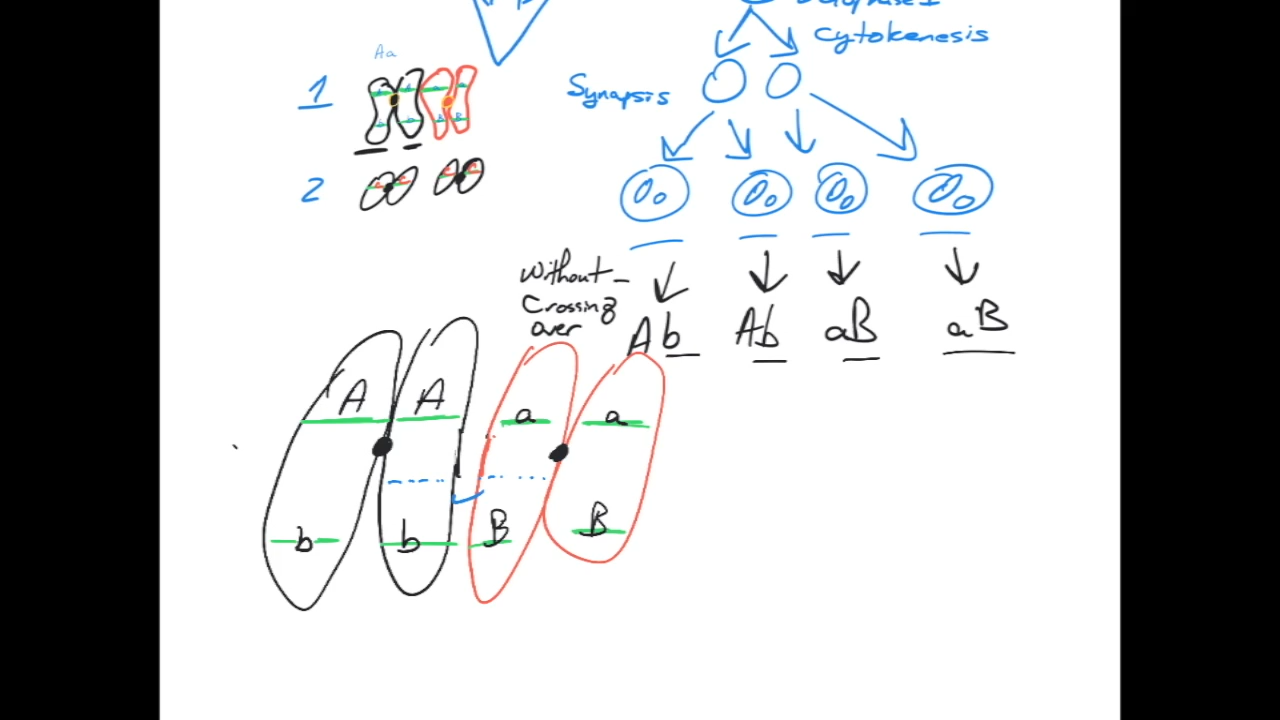 Cytokenesis
Aa
1
Synapsis
2
Without
Crossing
over
Ab Ab aB aB
A A a a
b b B B